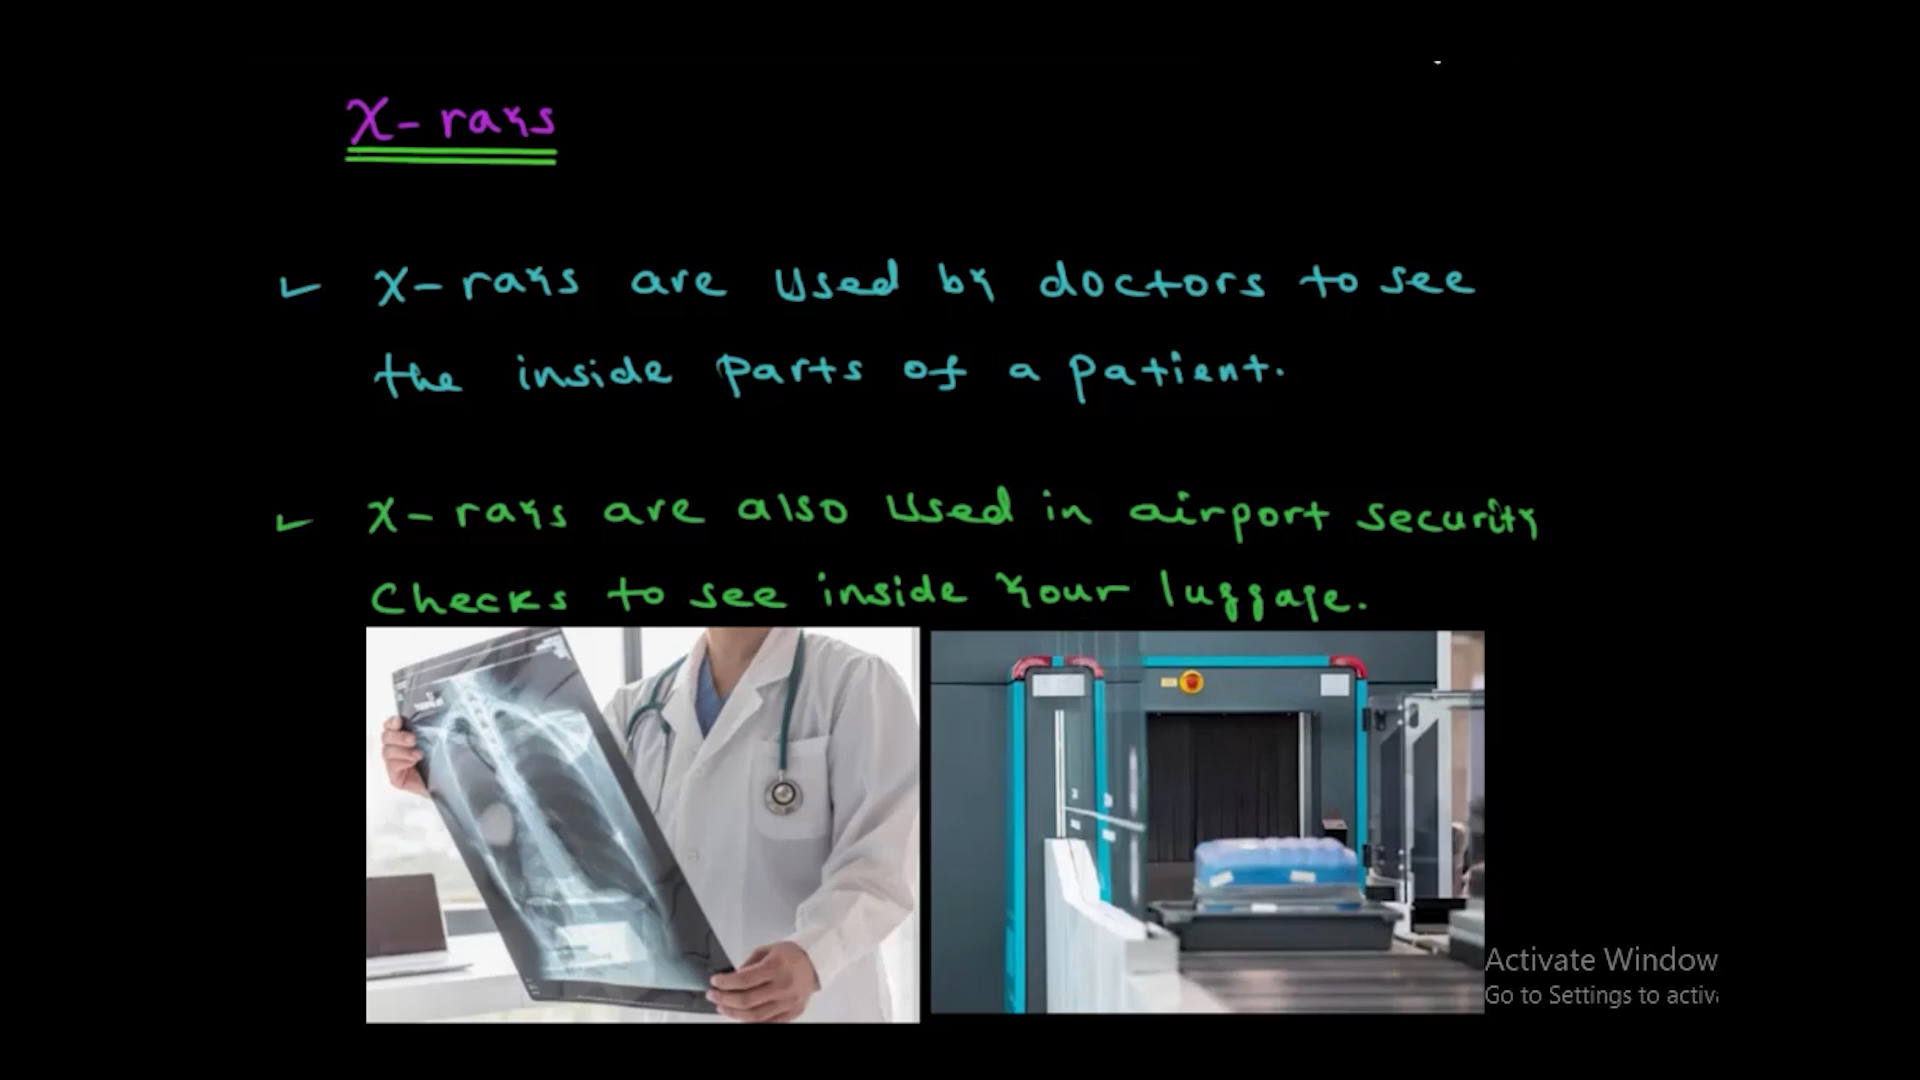 X-rays
X-rays are used by doctors to see
the inside parts of a patient.
X-rays are also used in airport security
checks to see inside your luggage.
Activate Window
Go to Settings to activ